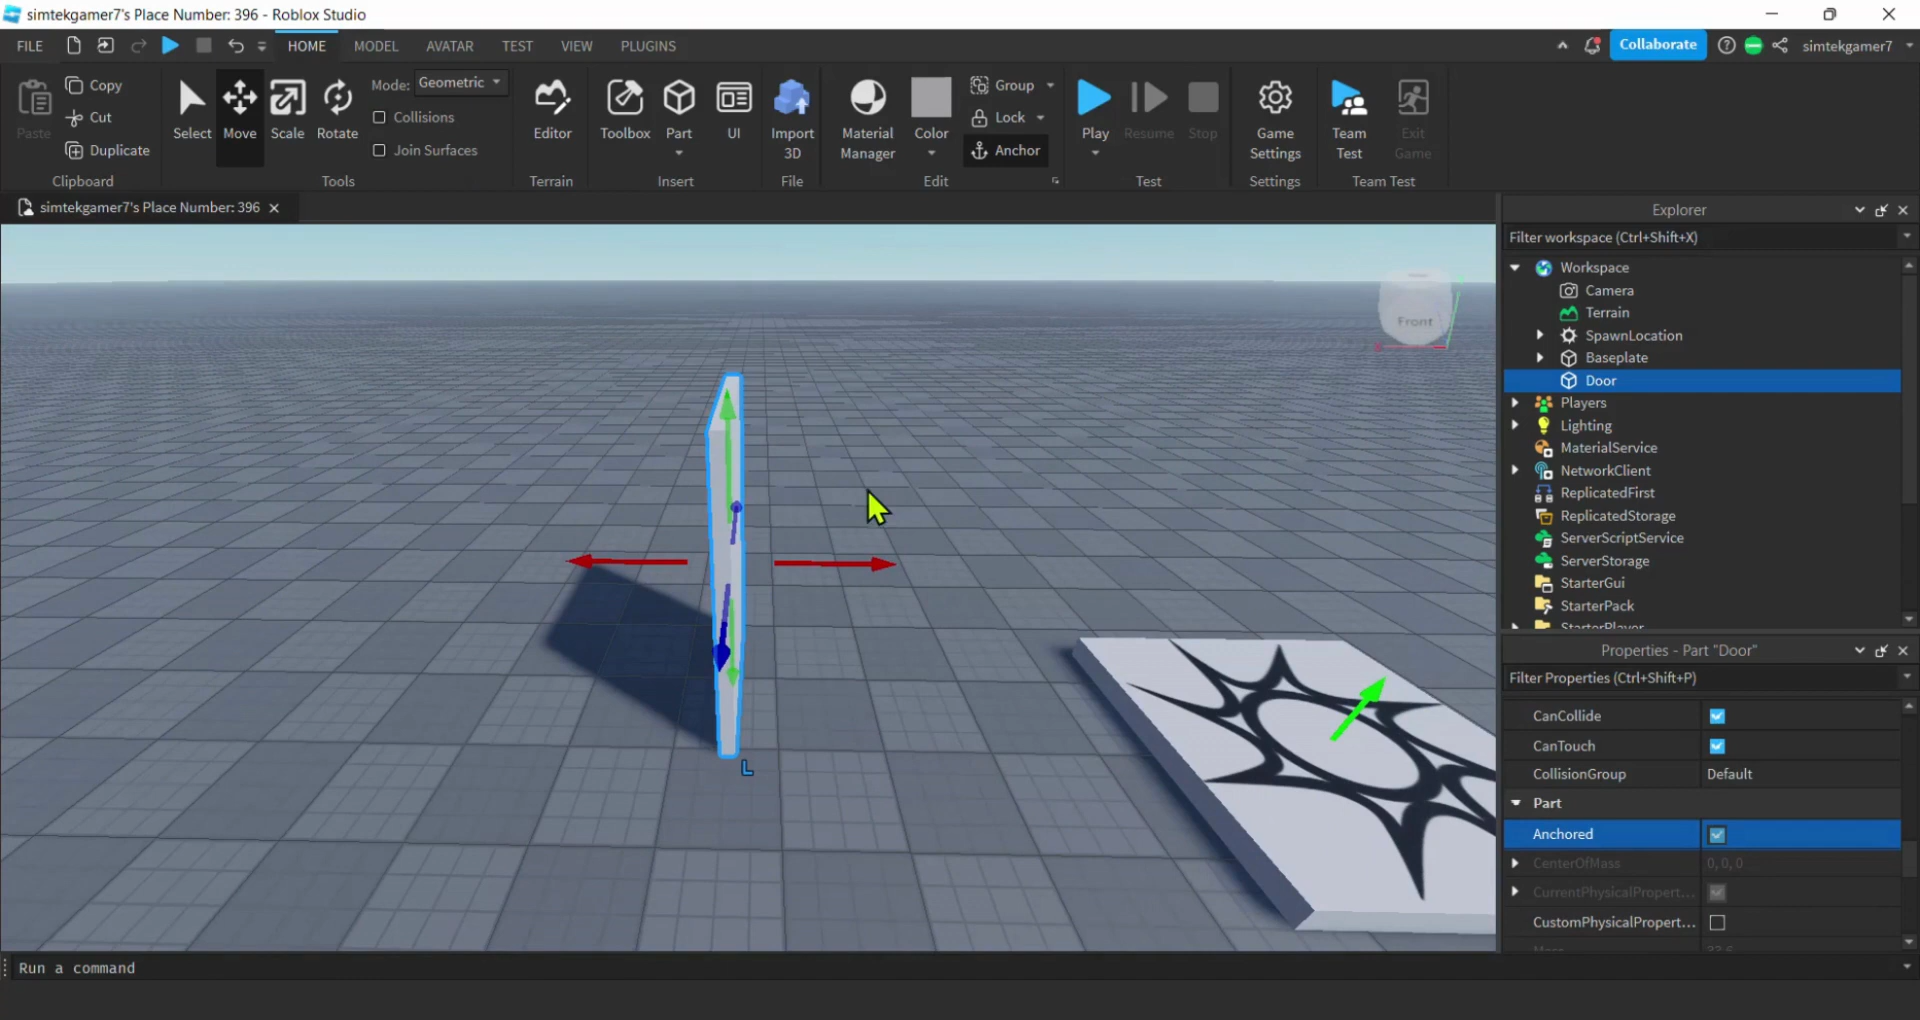 simtekgamer7's Place Number: 396 - Roblox Studio
FILE HOME MODEL AVATAR TEST VIEW PLUGINS Collaborate simtekgamer7
Paste Copy Cut Duplicate
Clipboard
Select Move Scale Rotate
Mode: Geometric
Collisions
Join Surfaces
Tools
Editor
Terrain
Toolbox Part UI
Insert
Import
3D
File
Material
Manager
Color
Group
Lock
Anchor
Edit
Play Resume Stop
Test
Game
Settings
Settings
Team
Test
Exit
Game
Team Test
simtekgamer7's Place Number: 396
Front
L
Explorer
Filter workspace (Ctrl+Shift+X)
Workspace
Camera
Terrain
SpawnLocation
Baseplate
Door
Players
Lighting
MaterialService
NetworkClient
ReplicatedFirst
ReplicatedStorage
ServerScriptService
ServerStorage
StarterGui
StarterPack
StarterPlayer
Properties - Part "Door"
Filter Properties (Ctrl+Shift+P)
CanCollide
CanTouch
CollisionGroup Default
Part
Anchored
CenterOfMass 0, 0, 0
CurrentPhysicalPropert...
CustomPhysicalPropert...
Mass 33.6
Run a command